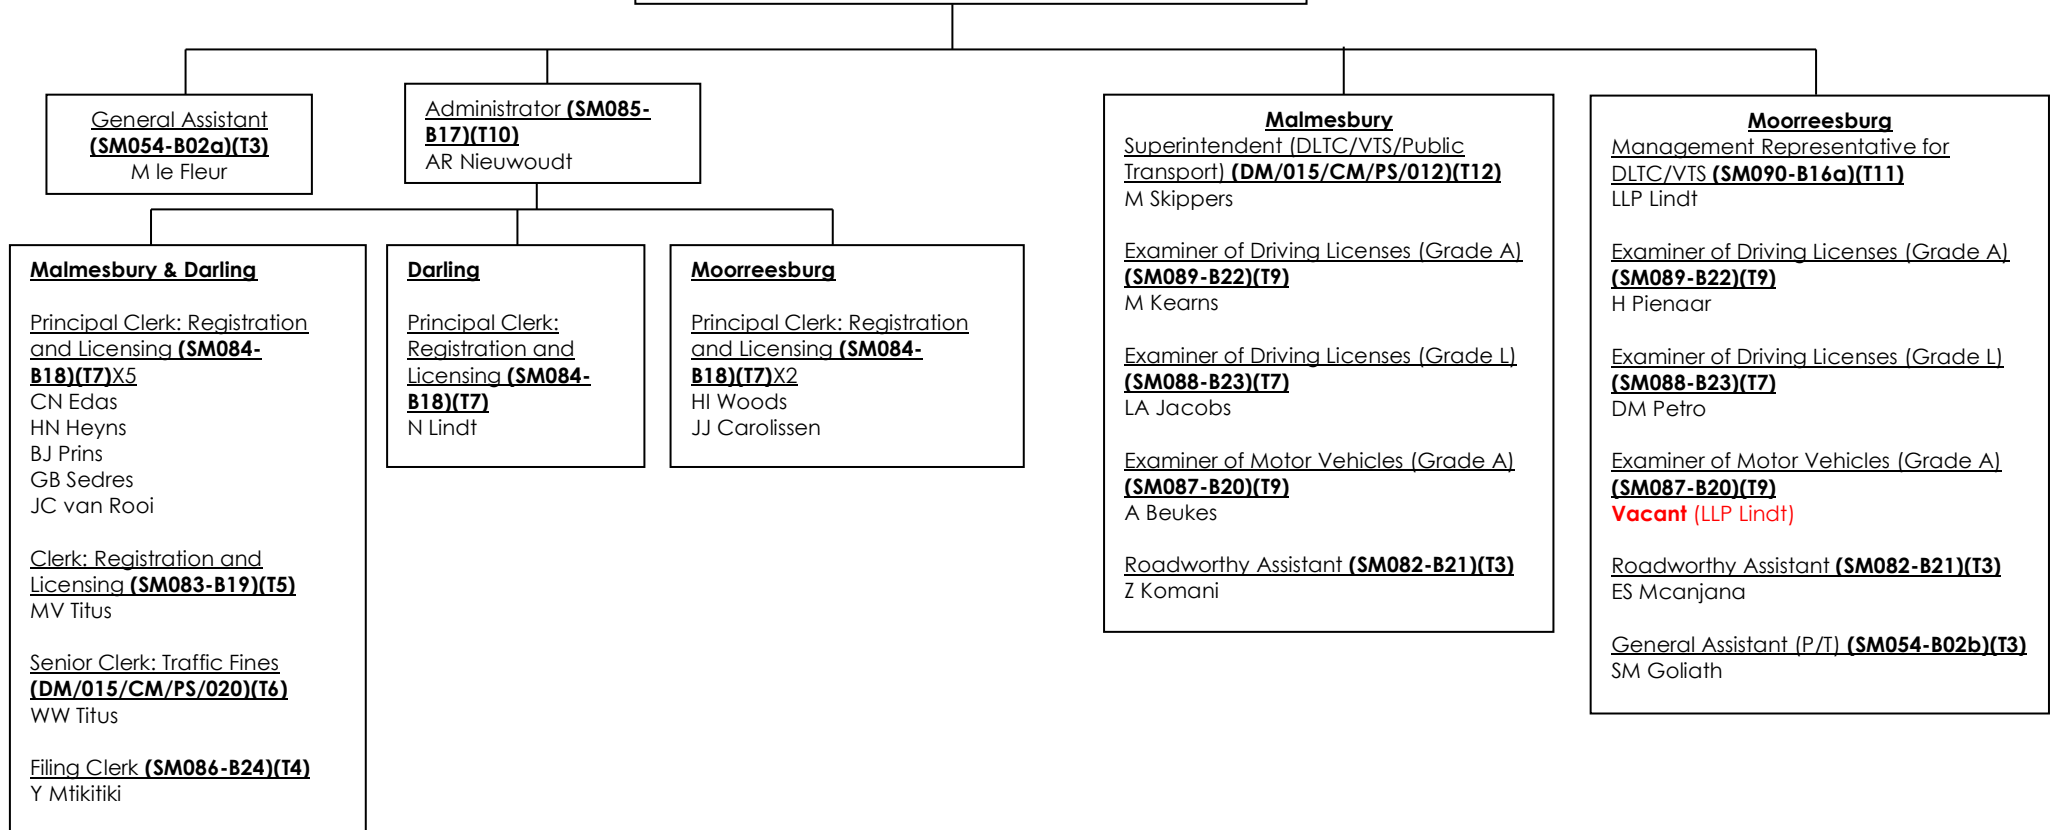 General Assistant
(SM054-B02a)(T3)
M le Fleur
Administrator (SM085-
B17)(T10)
AR Nieuwoudt
Malmesbury & Darling
Principal Clerk: Registration
and Licensing (SM084-
B18)(T7)X5
CN Edas
HN Heyns
BJ Prins
GB Sedres
JC van Rooi
Clerk: Registration and
Licensing (SM083-B19)(T5)
MV Titus
Senior Clerk: Traffic Fines
(DM/015/CM/PS/020)(T6)
WW Titus
Filing Clerk (SM086-B24)(T4)
Y Mtikitiki
Darling
Principal Clerk:
Registration and
Licensing (SM084-
B18)(T7)
N Lindt
Moorreesburg
Principal Clerk: Registration
and Licensing (SM084-
B18)(T7)X2
HI Woods
JJ Carolissen
Malmesbury
Superintendent (DLTC/VTS/Public
Transport) (DM/015/CM/PS/012)(T12)
M Skippers
Examiner of Driving Licenses (Grade A)
(SM089-B22)(T9)
M Kearns
Examiner of Driving Licenses (Grade L)
(SM088-B23)(T7)
LA Jacobs
Examiner of Motor Vehicles (Grade A)
(SM087-B20)(T9)
A Beukes
Roadworthy Assistant (SM082-B21)(T3)
Z Komani
Moorreesburg
Management Representative for
DLTC/VTS (SM090-B16a)(T11)
LLP Lindt
Examiner of Driving Licenses (Grade A)
(SM089-B22)(T9)
H Pienaar
Examiner of Driving Licenses (Grade L)
(SM088-B23)(T7)
DM Petro
Examiner of Motor Vehicles (Grade A)
(SM087-B20)(T9)
Vacant (LLP Lindt)
Roadworthy Assistant (SM082-B21)(T3)
ES Mcanjana
General Assistant (P/T) (SM054-B02b)(T3)
SM Goliath